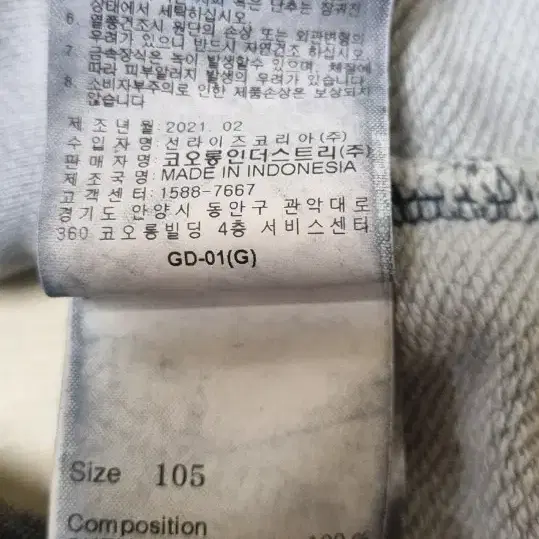 상태에서 세탁하십시오
6. 열풍건조시 원단의 손상 또는 외관변형의
우려가 있으니 반드시 자연건조 하십시오
7. 금속장식은 녹이 발생할수 있으며, 체질에
따라 피부알러지 발생의 우려가 있습니다
8. 소비자부주의로 인한 제품손상은 보상되지
않습니다
제조년월: 2021. 02
수입자명: 선라이즈코리아(주)
판매자명: 코오롱인더스트리(주)
제조국명: MADE IN INDONESIA
고객센터: 1588-7667
경기도 안양시 동안구 관악대로
360 코오롱빌딩 4층 서비스센타
GD-01(G)
Size 105
Composition